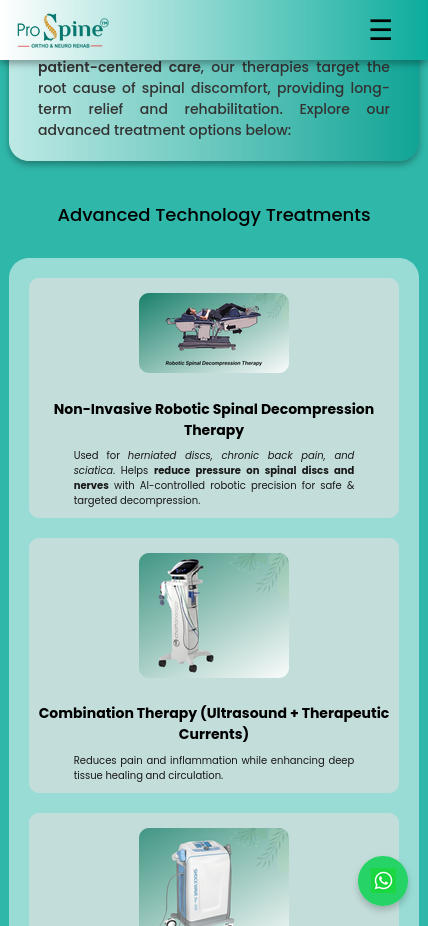 ProSpine™
ORTHO & NEURO REHAB
☰
patient-centered care, our therapies target the
root cause of spinal discomfort, providing long-
term relief and rehabilitation. Explore our
advanced treatment options below:
Advanced Technology Treatments
Robotic Spinal Decompression Therapy
Non-Invasive Robotic Spinal Decompression
Therapy
Used for herniated discs, chronic back pain, and
sciatica. Helps reduce pressure on spinal discs and
nerves with AI-controlled robotic precision for safe &
targeted decompression.
Combination Therapy (Ultrasound + Therapeutic
Currents)
Reduces pain and inflammation while enhancing deep
tissue healing and circulation.